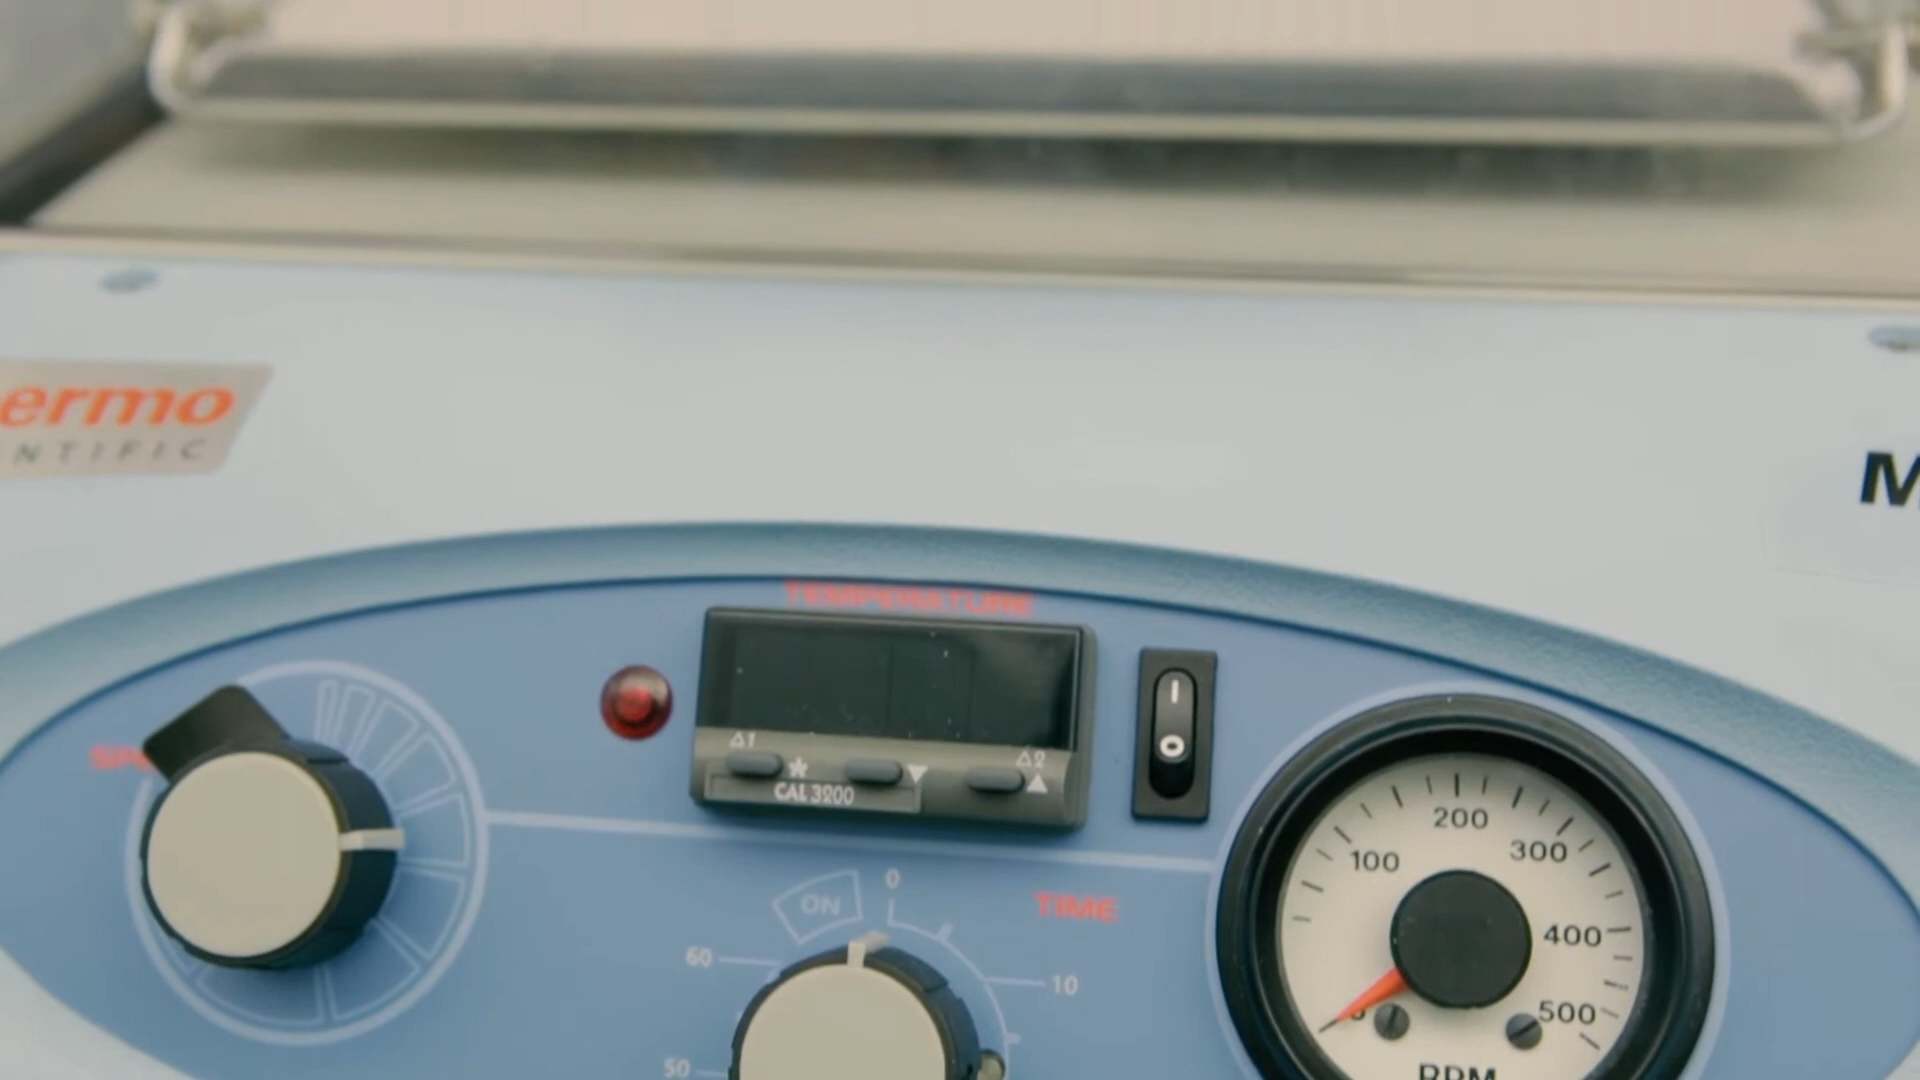 ermo
NTIFIC
M
TEMPERATURE
SP
Δ1
Δ2
CAL 3200
I
O
ON
0
TIME
60
10
50
100
200
300
400
500
RPM